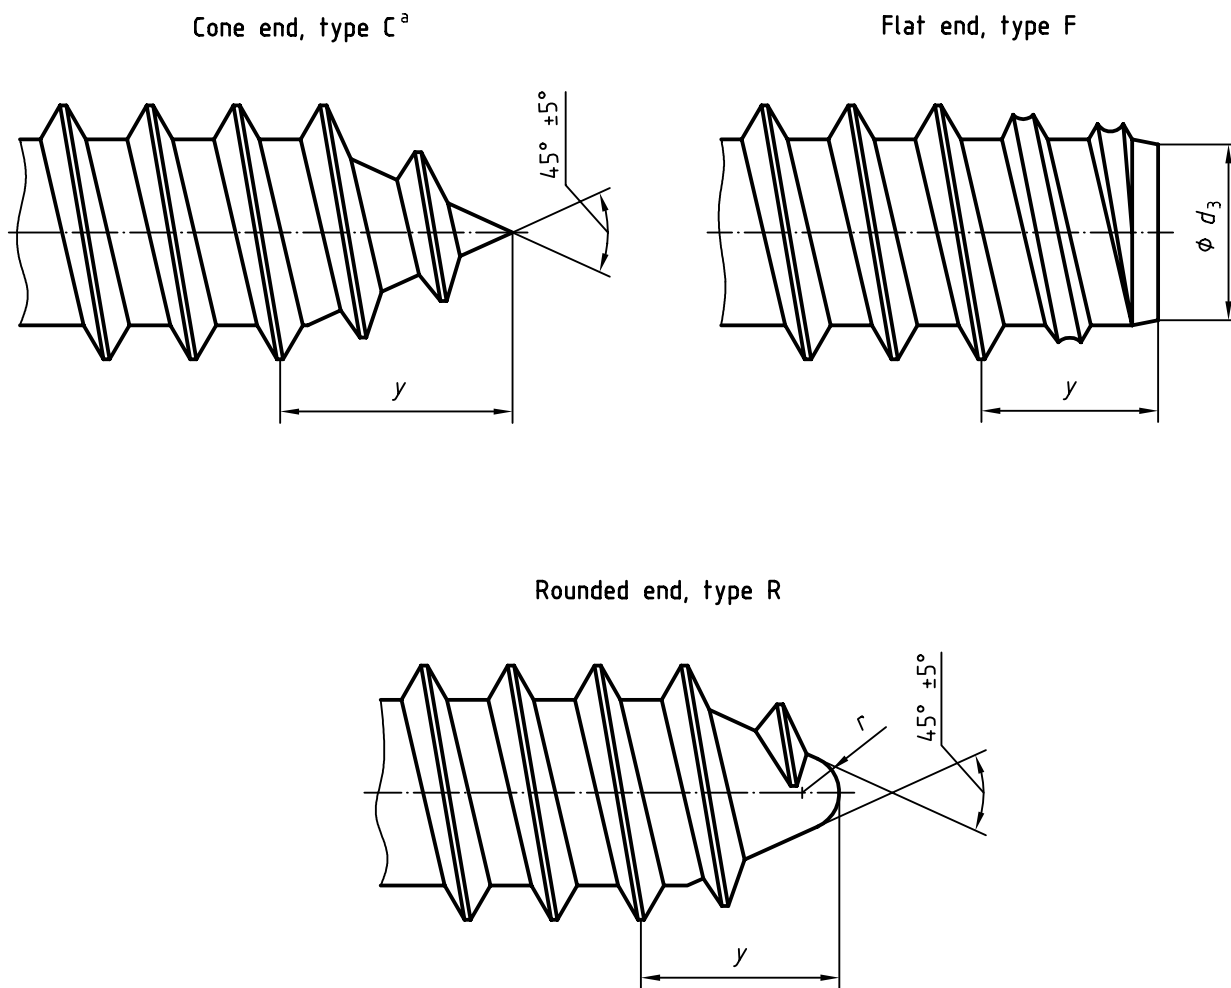 Cone end, type C a
Flat end, type F
45° ±5°
45° ±5°
y
y
ϕ d3
Rounded end, type R
r
y